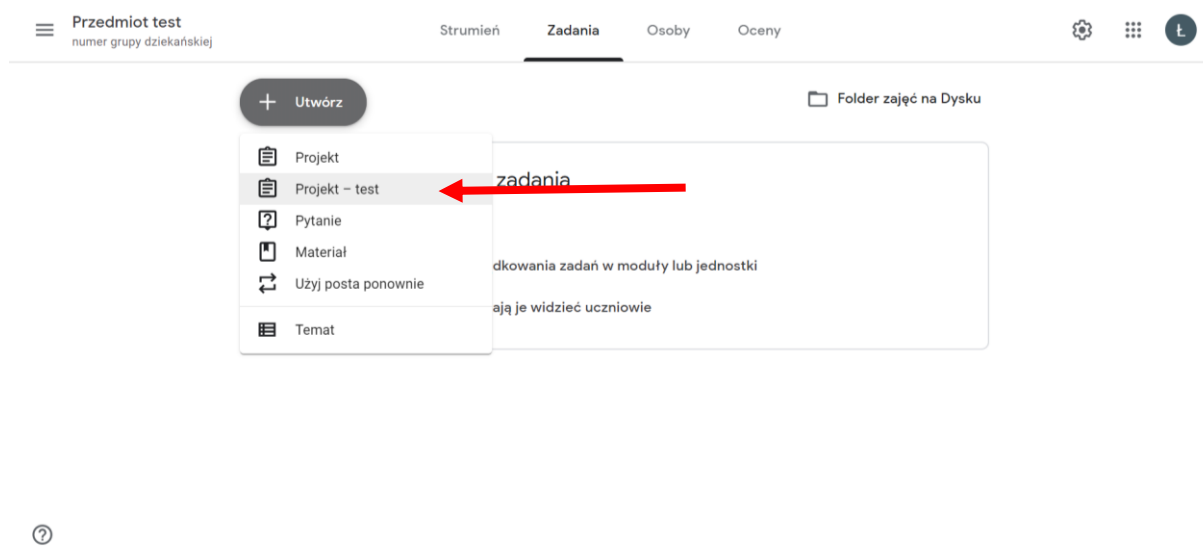 Przedmiot test
numer grupy dziekańskiej
Strumień Zadania Osoby Oceny
Ł
Utwórz
Folder zajęć na Dysku
Projekt
Projekt – test
zadania
Pytanie
Materiał
dkowania zadań w moduły lub jednostki
Użyj posta ponownie
ają je widzieć uczniowie
Temat